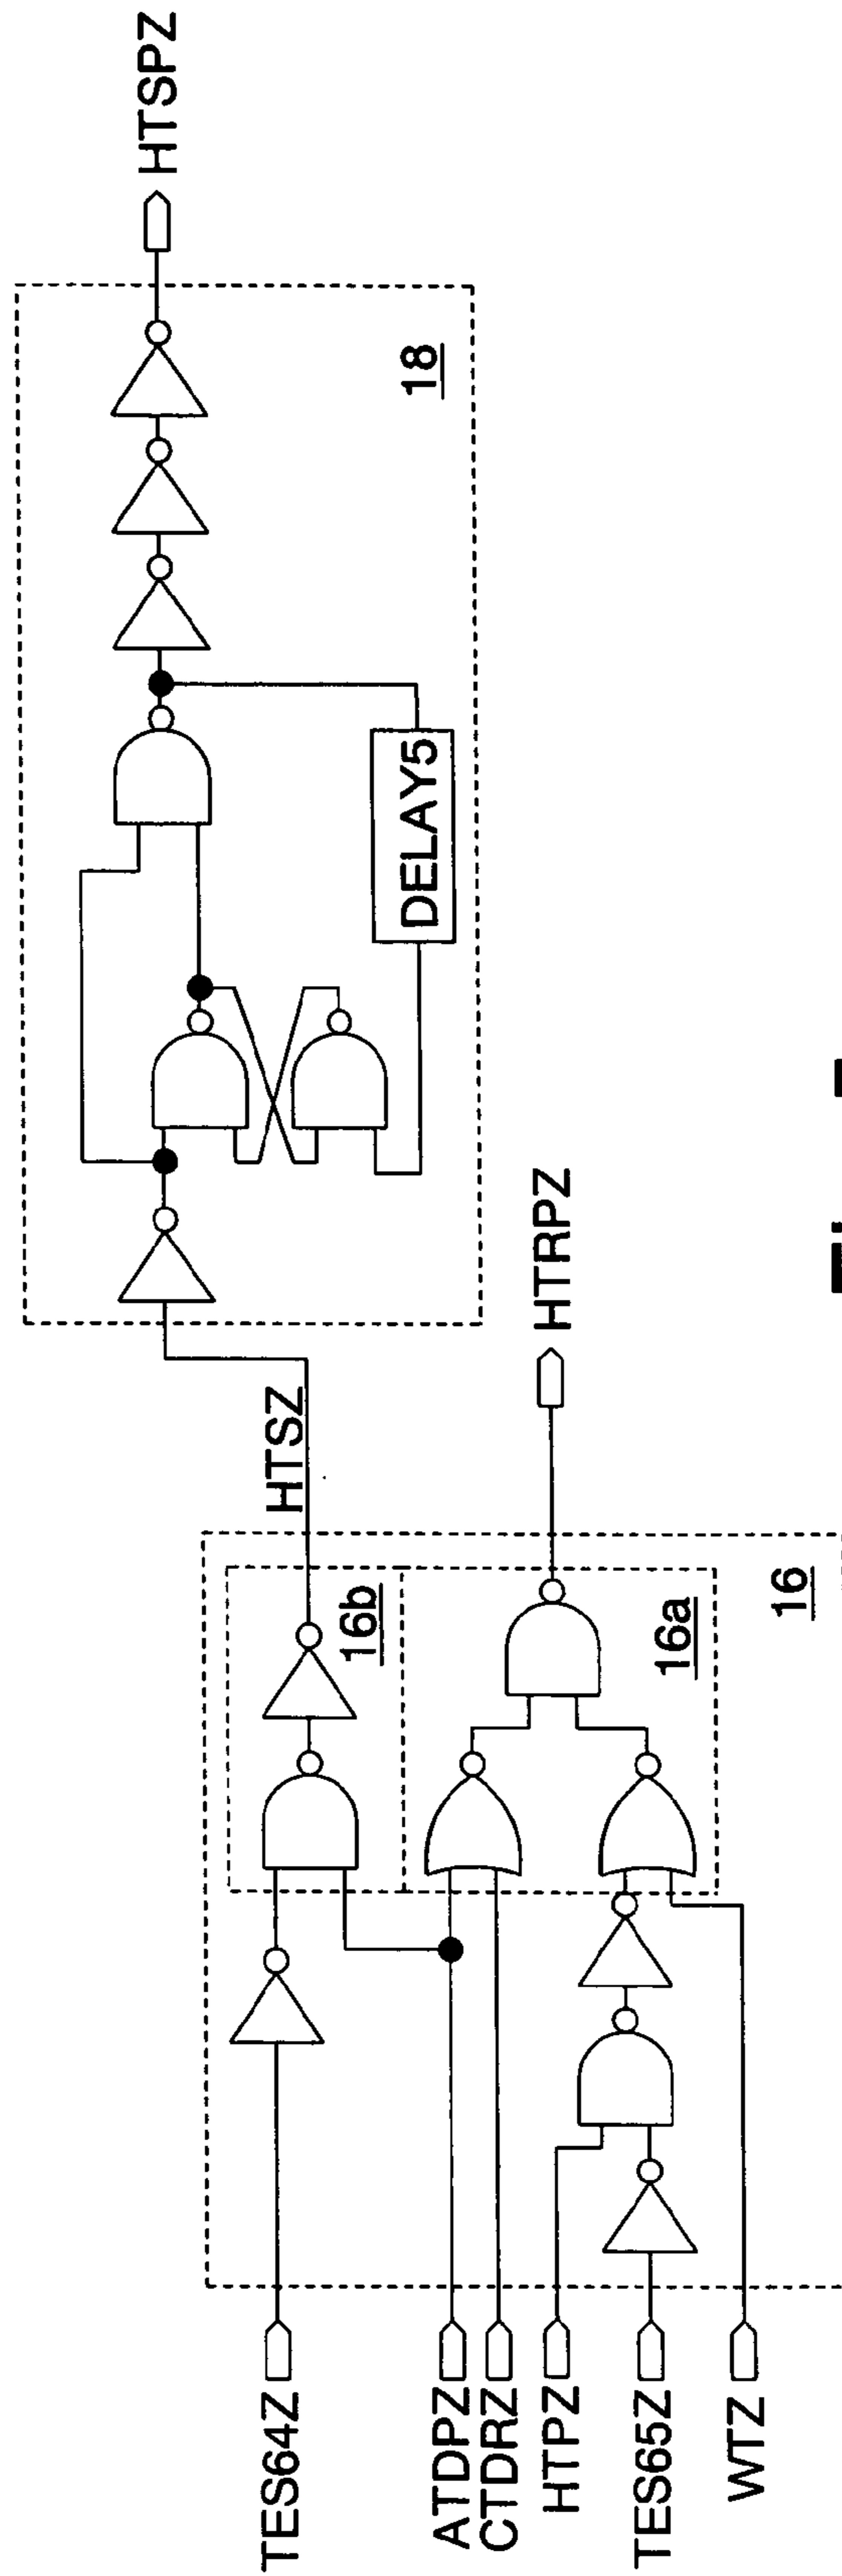 TES64Z
ATDPZ
CTDRZ
HTPZ
TES65Z
WTZ
16b
16a
16
HTSZ
HTRPZ
DELAY5
18
HTSPZ